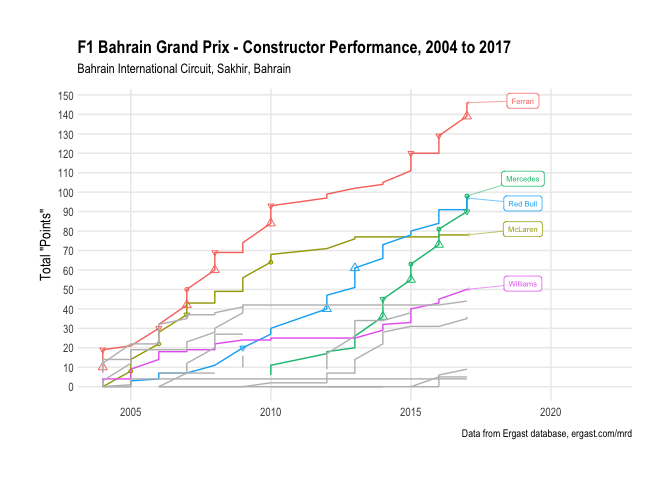 F1 Bahrain Grand Prix - Constructor Performance, 2004 to 2017
Bahrain International Circuit, Sakhir, Bahrain
Total "Points"
150
140
130
120
110
100
90
80
70
60
50
40
30
20
10
0
Ferrari
Mercedes
Red Bull
McLaren
Williams
2005
2010
2015
2020
Data from Ergast database, ergast.com/mrd